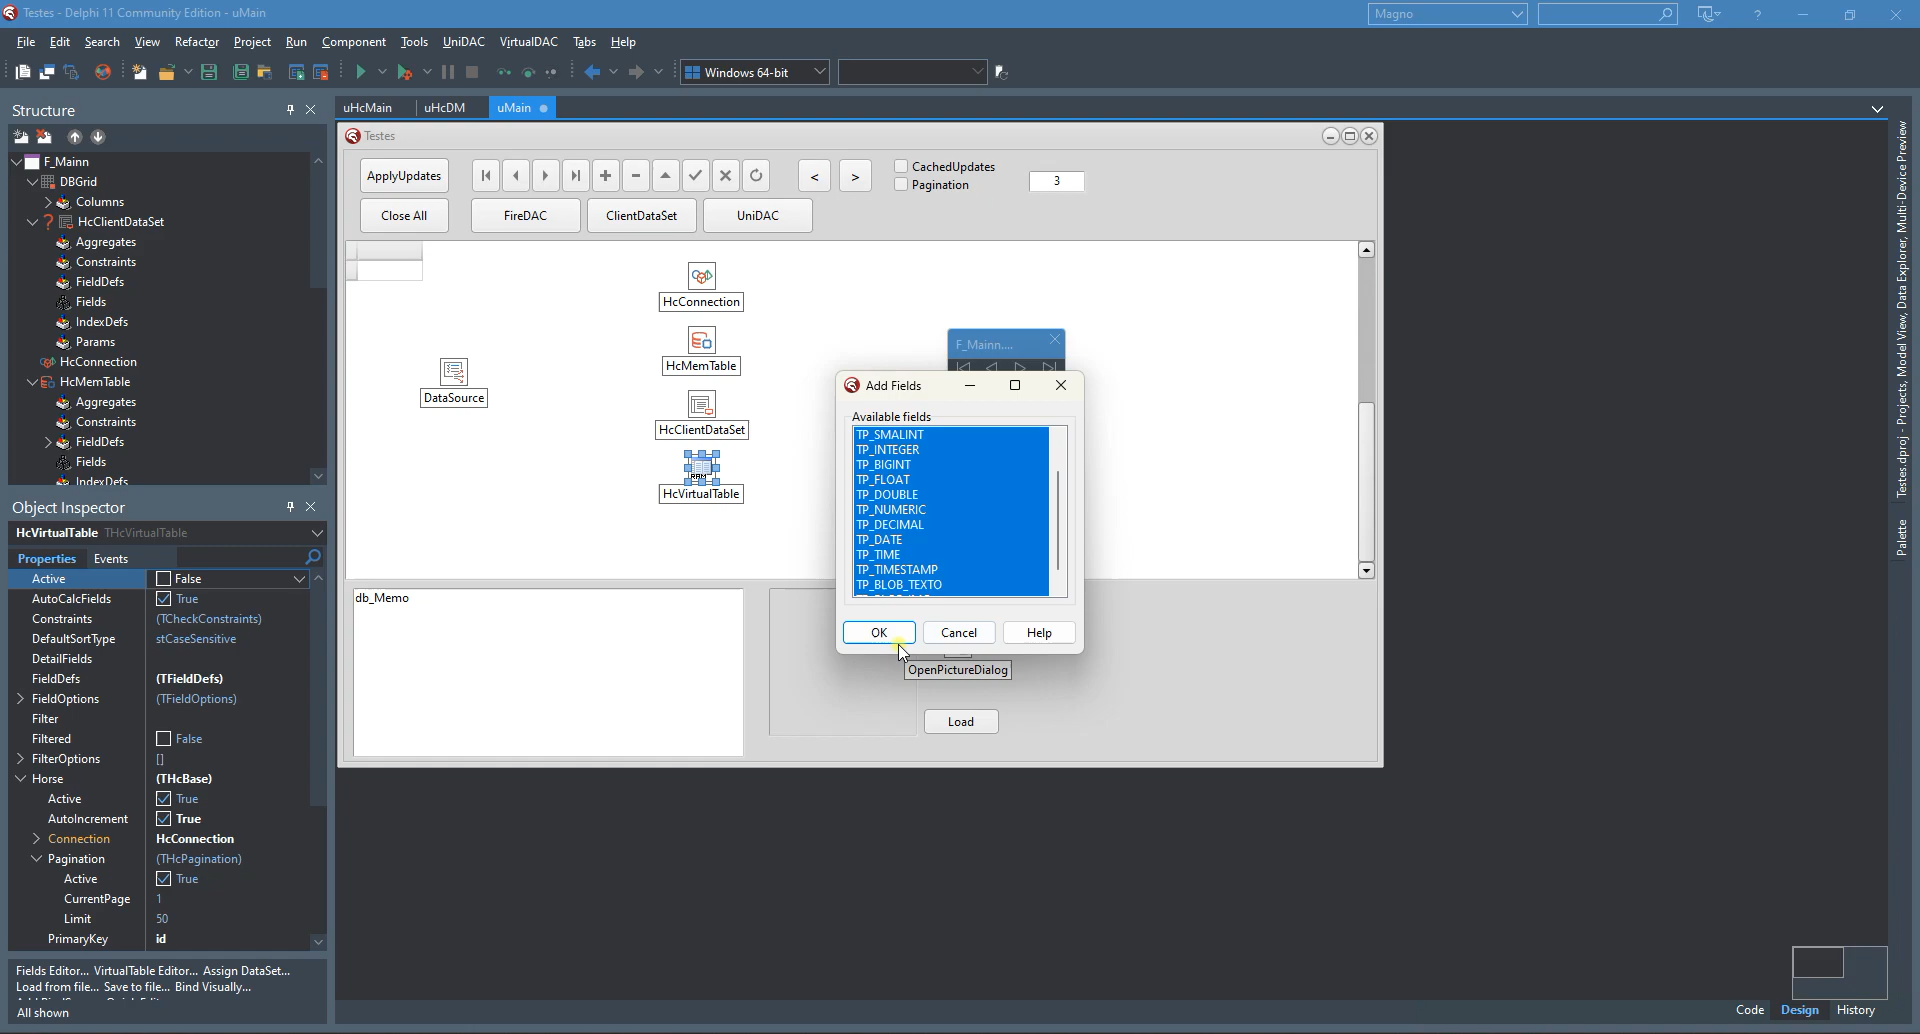 Testes - Delphi 11 Community Edition - uMain
Magno
?
File Edit Search View Refactor Project Run Component Tools UniDAC VirtualDAC Tabs Help
Windows 64-bit
Structure
F_Mainn
DBGrid
Columns
HcClientDataSet
Aggregates
Constraints
FieldDefs
Fields
IndexDefs
Params
HcConnection
HcMemTable
Aggregates
Constraints
FieldDefs
Fields
IndexDefs
Object Inspector
HcVirtualTable THcVirtualTable
Properties Events
Active False
AutoCalcFields True
Constraints (TCheckConstraints)
DefaultSortType stCaseSensitive
DetailFields
FieldDefs (TFieldDefs)
FieldOptions (TFieldOptions)
Filter
Filtered False
FilterOptions []
Horse (THcBase)
Active True
AutoIncrement True
Connection HcConnection
Pagination (THcPagination)
Active True
CurrentPage 1
Limit 50
PrimaryKey id
Fields Editor... VirtualTable Editor... Assign DataSet...
Load from file... Save to file... Bind Visually...
All shown
uHcMain uHcDM uMain
Testes
ApplyUpdates
< >
CachedUpdates
Pagination
3
Close All FireDAC ClientDataSet UniDAC
HcConnection
HcMemTable
DataSource
HcClientDataSet
RAM
HcVirtualTable
F_Mainn....
Add Fields
Available fields
TP_SMALINT
TP_INTEGER
TP_BIGINT
TP_FLOAT
TP_DOUBLE
TP_NUMERIC
TP_DECIMAL
TP_DATE
TP_TIME
TP_TIMESTAMP
TP_BLOB_TEXTO
OK Cancel Help
db_Memo
OpenPictureDialog
Load
Testes.dproj - Projects, Model View, Data Explorer, Multi-Device Preview
Palette
Code Design History